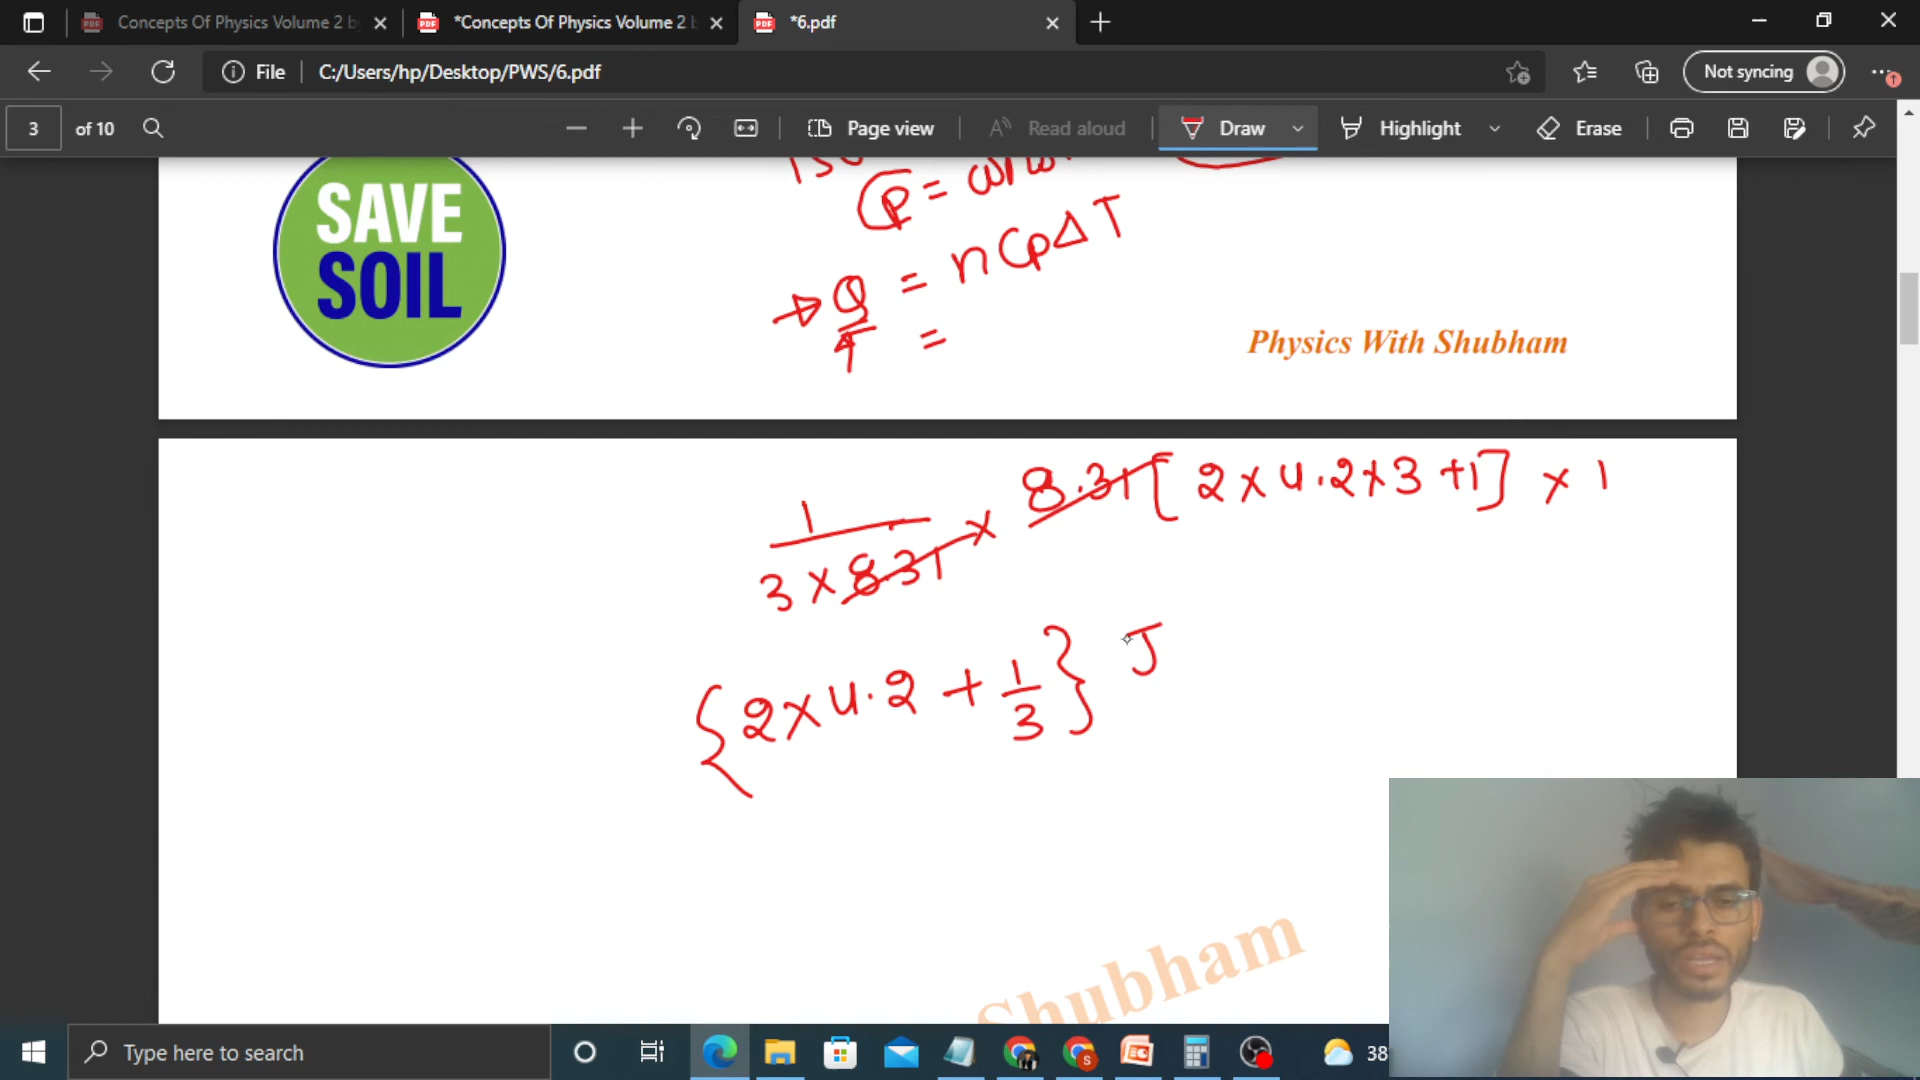 Concepts Of Physics Volume 2 b
*Concepts Of Physics Volume 2 b
*6.pdf
File
C:/Users/hp/Desktop/PWS/6.pdf
Not syncing
3 of 10
Page view
Read aloud
Draw
Highlight
Erase
SAVE
SOIL
P =
Q = nCpΔT
=
Physics With Shubham
1/(3 × 8.31) × 8.31 [2 × 4.2 × 3 + 1] × 1
{2 × 4.2 + 1/3} J
Shubham
Type here to search
38